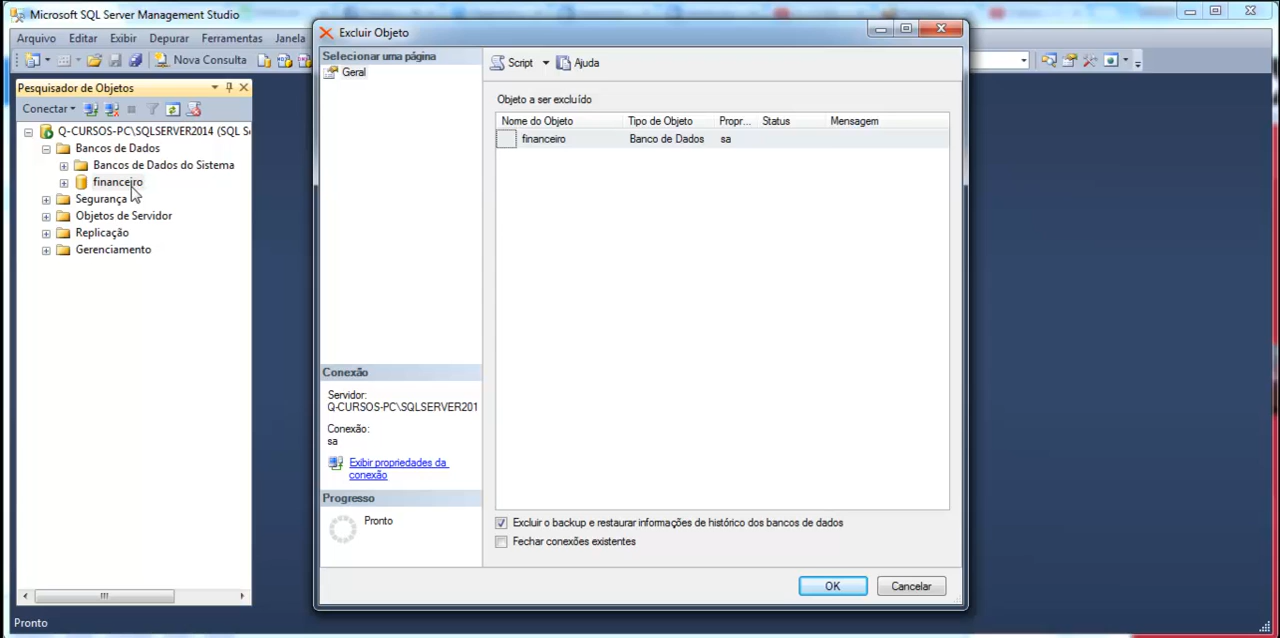 Microsoft SQL Server Management Studio
Arquivo Editar Exibir Depurar Ferramentas Janela
Nova Consulta
Pesquisador de Objetos
Conectar
Q-CURSOS-PC\SQLSERVER2014 (SQL S
Bancos de Dados
Bancos de Dados do Sistema
financeiro
Segurança
Objetos de Servidor
Replicação
Gerenciamento
Pronto
Excluir Objeto
Selecionar uma página
Geral
Conexão
Servidor:
Q-CURSOS-PC\SQLSERVER201
Conexão:
sa
Exibir propriedades da
conexão
Progresso
Pronto
Script Ajuda
Objeto a ser excluído
Nome do Objeto Tipo de Objeto Propr... Status Mensagem
financeiro Banco de Dados sa
Excluir o backup e restaurar informações de histórico dos bancos de dados
Fechar conexões existentes
OK Cancelar